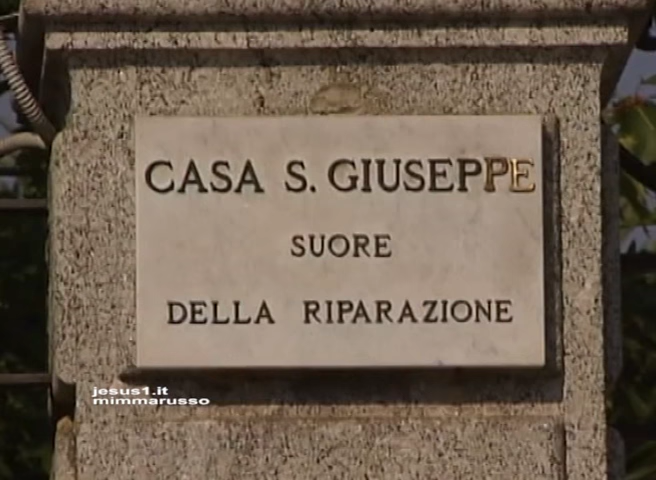 CASA S. GIUSEPPE
SUORE
DELLA RIPARAZIONE
jesus1.it
mimmarusso